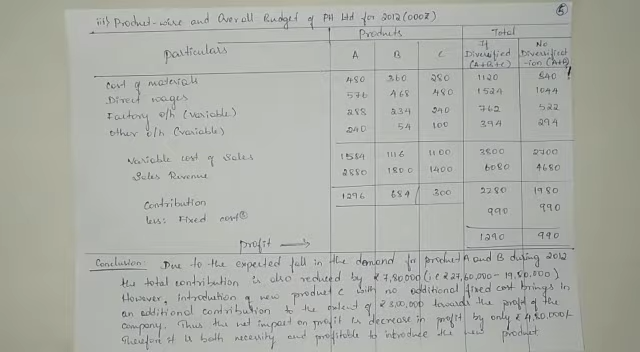 iii) Product-wise and Overall Budget of PH Ltd for 2012 (000₹)
5
Particulars Products Total
A B C If Diversified (A+B+C) No Diversificat-ion (A+B)
Cost of materials 480 360 280 1120 840
Direct wages 576 468 480 1524 1044
Factory o/h (variable) 288 234 240 762 522
Other o/h (variable) 240 54 100 394 294
Variable cost of Sales 1584 1116 1100 3800 2700
Sales Revenue 2880 1800 1400 6080 4680
Contribution 1296 684 300 2280 1980
Less: Fixed cost 990 990
profit → 1290 990
Conclusion: Due to the expected fall in the demand for product A and B during 2012
the total contribution is also reduced by ₹ 7,80,000 (i.e ₹ 27,60,000 - 19,80,000)
However, introduction of new product C with no additional fixed cost brings in
an additional contribution to the extent of ₹ 3,00,000 towards the profit of the
company. Thus the net impact on profit is decrease in profit by only ₹ 4,80,000/-
Therefore it is both necessity and profitable to introduce the new product